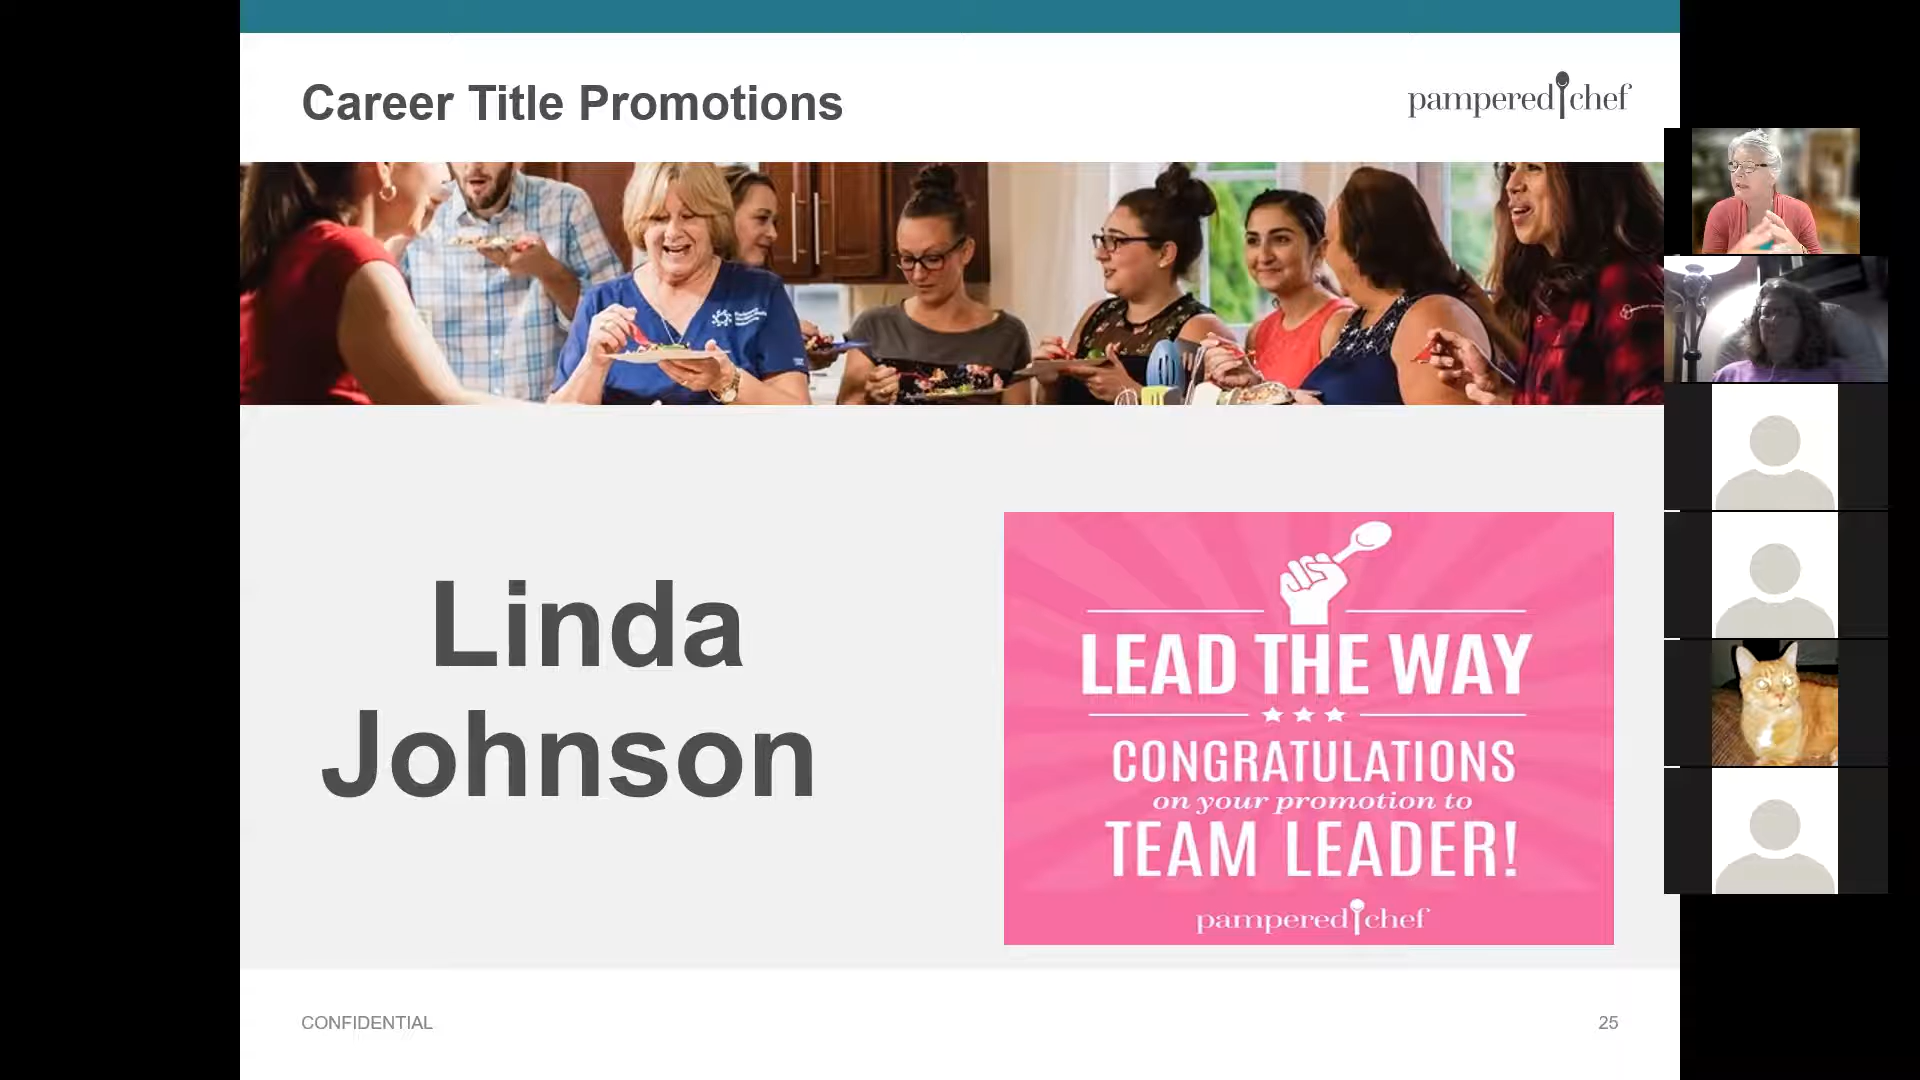 Career Title Promotions
pampered chef
Linda
Johnson
LEAD THE WAY
CONGRATULATIONS
on your promotion to
TEAM LEADER!
pampered chef
CONFIDENTIAL
25